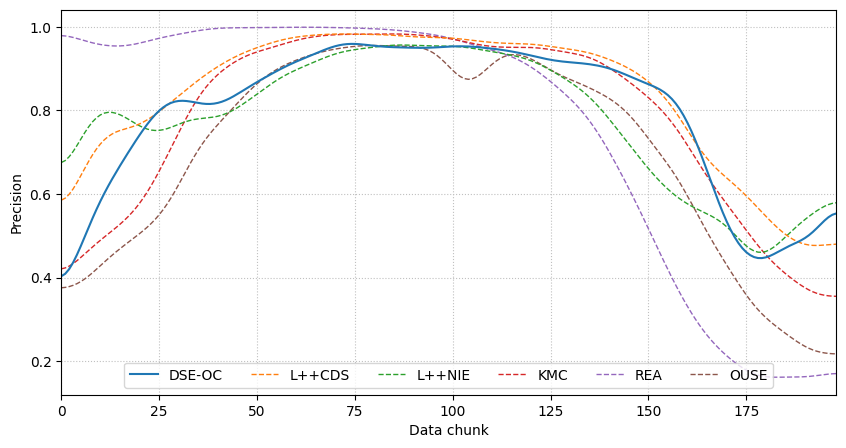 Precision
1.0
0.8
0.6
0.4
0.2
DSE-OC L++CDS L++NIE KMC REA OUSE
0 25 50 75 100 125 150 175
Data chunk